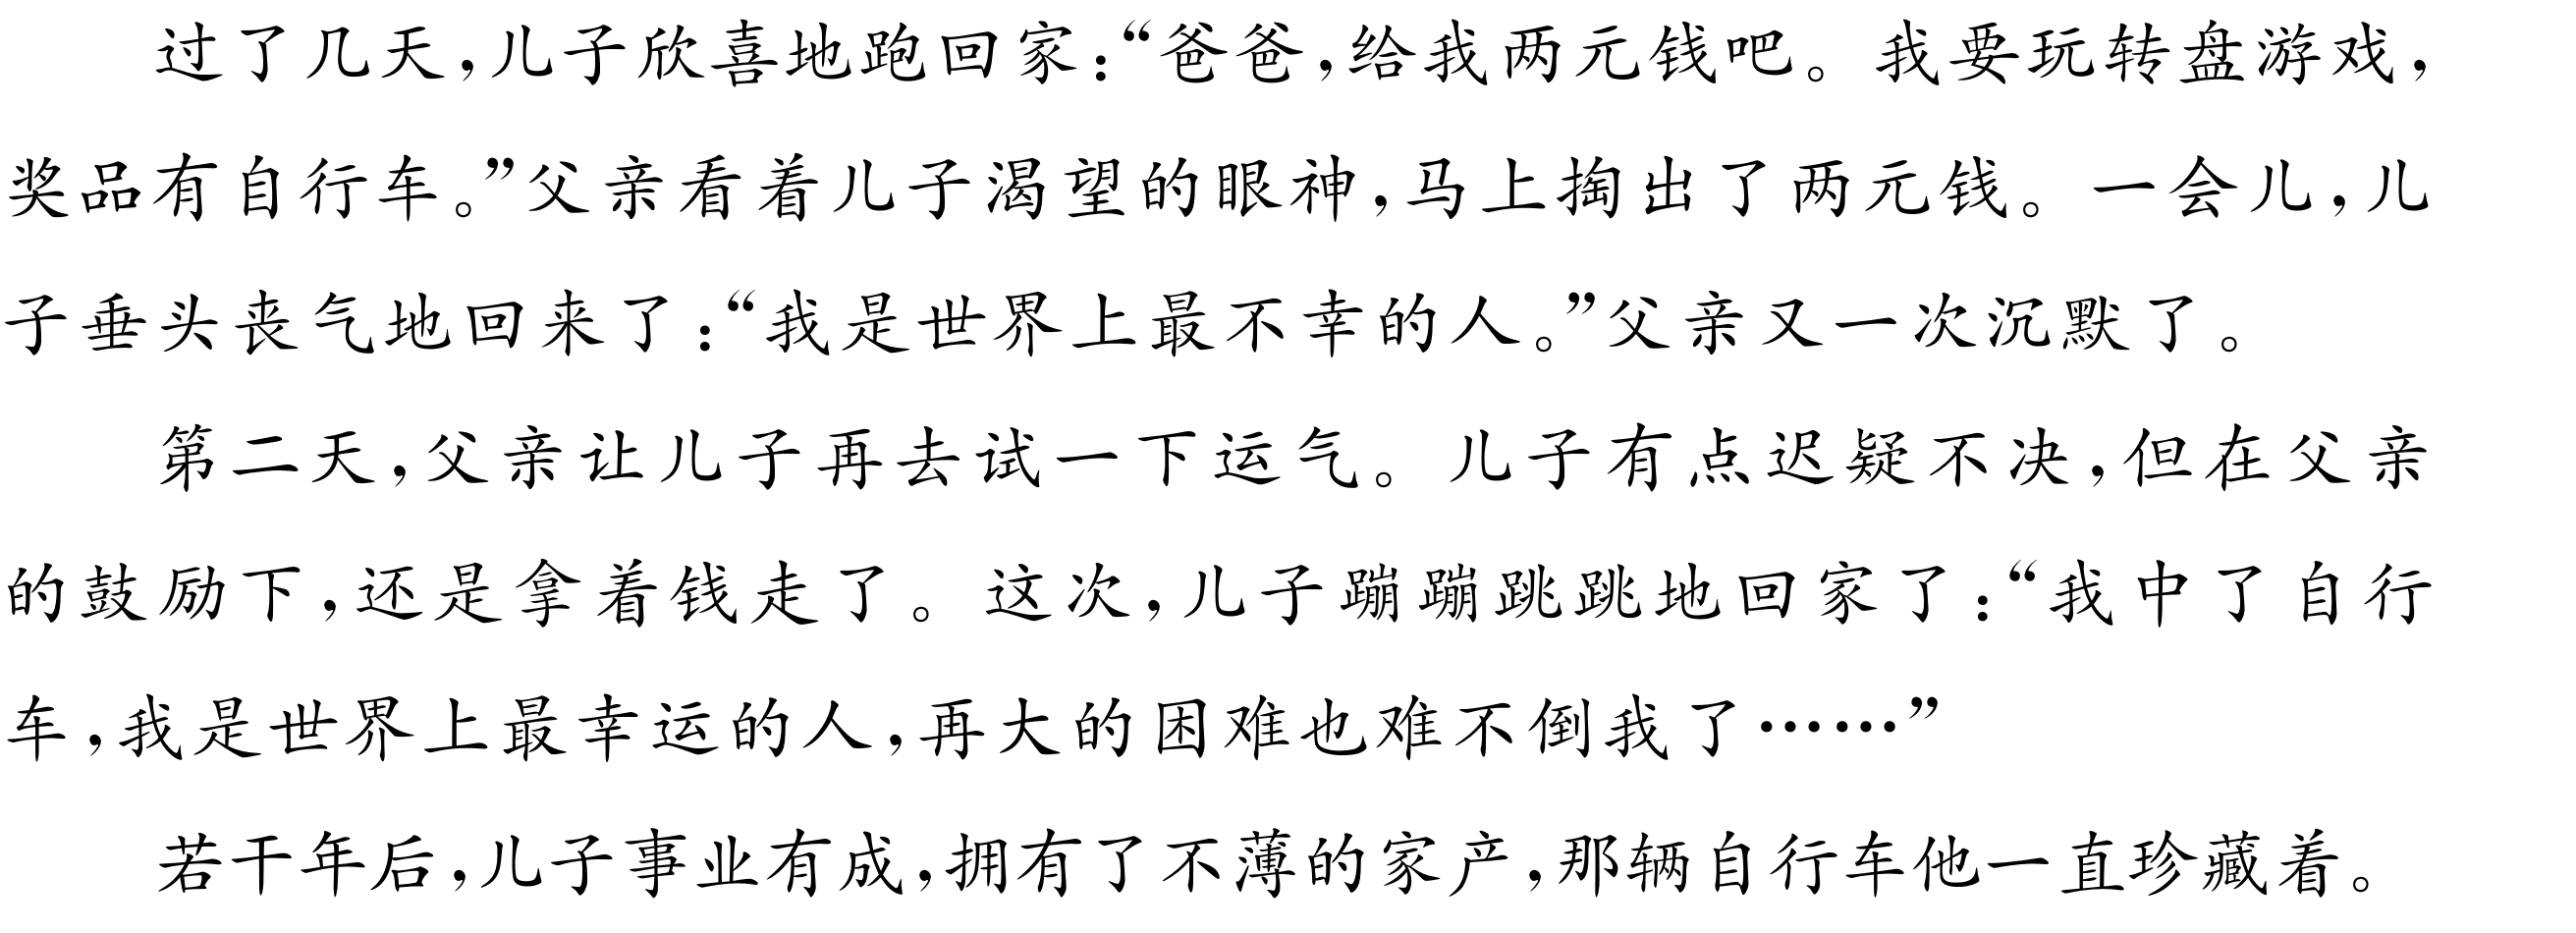 过了几天,儿子欣喜地跑回家:“爸爸,给我两元钱吧。我要玩转盘游戏,
奖品有自行车。”父亲看着儿子渴望的眼神,马上掏出了两元钱。一会儿,儿
子垂头丧气地回来了:“我是世界上最不幸的人。”父亲又一次沉默了。
第二天,父亲让儿子再去试一下运气。儿子有点迟疑不决,但在父亲
的鼓励下,还是拿着钱走了。这次,儿子蹦蹦跳跳地回家了:“我中了自行
车,我是世界上最幸运的人,再大的困难也难不倒我了……”
若干年后,儿子事业有成,拥有了不薄的家产,那辆自行车他一直珍藏着。